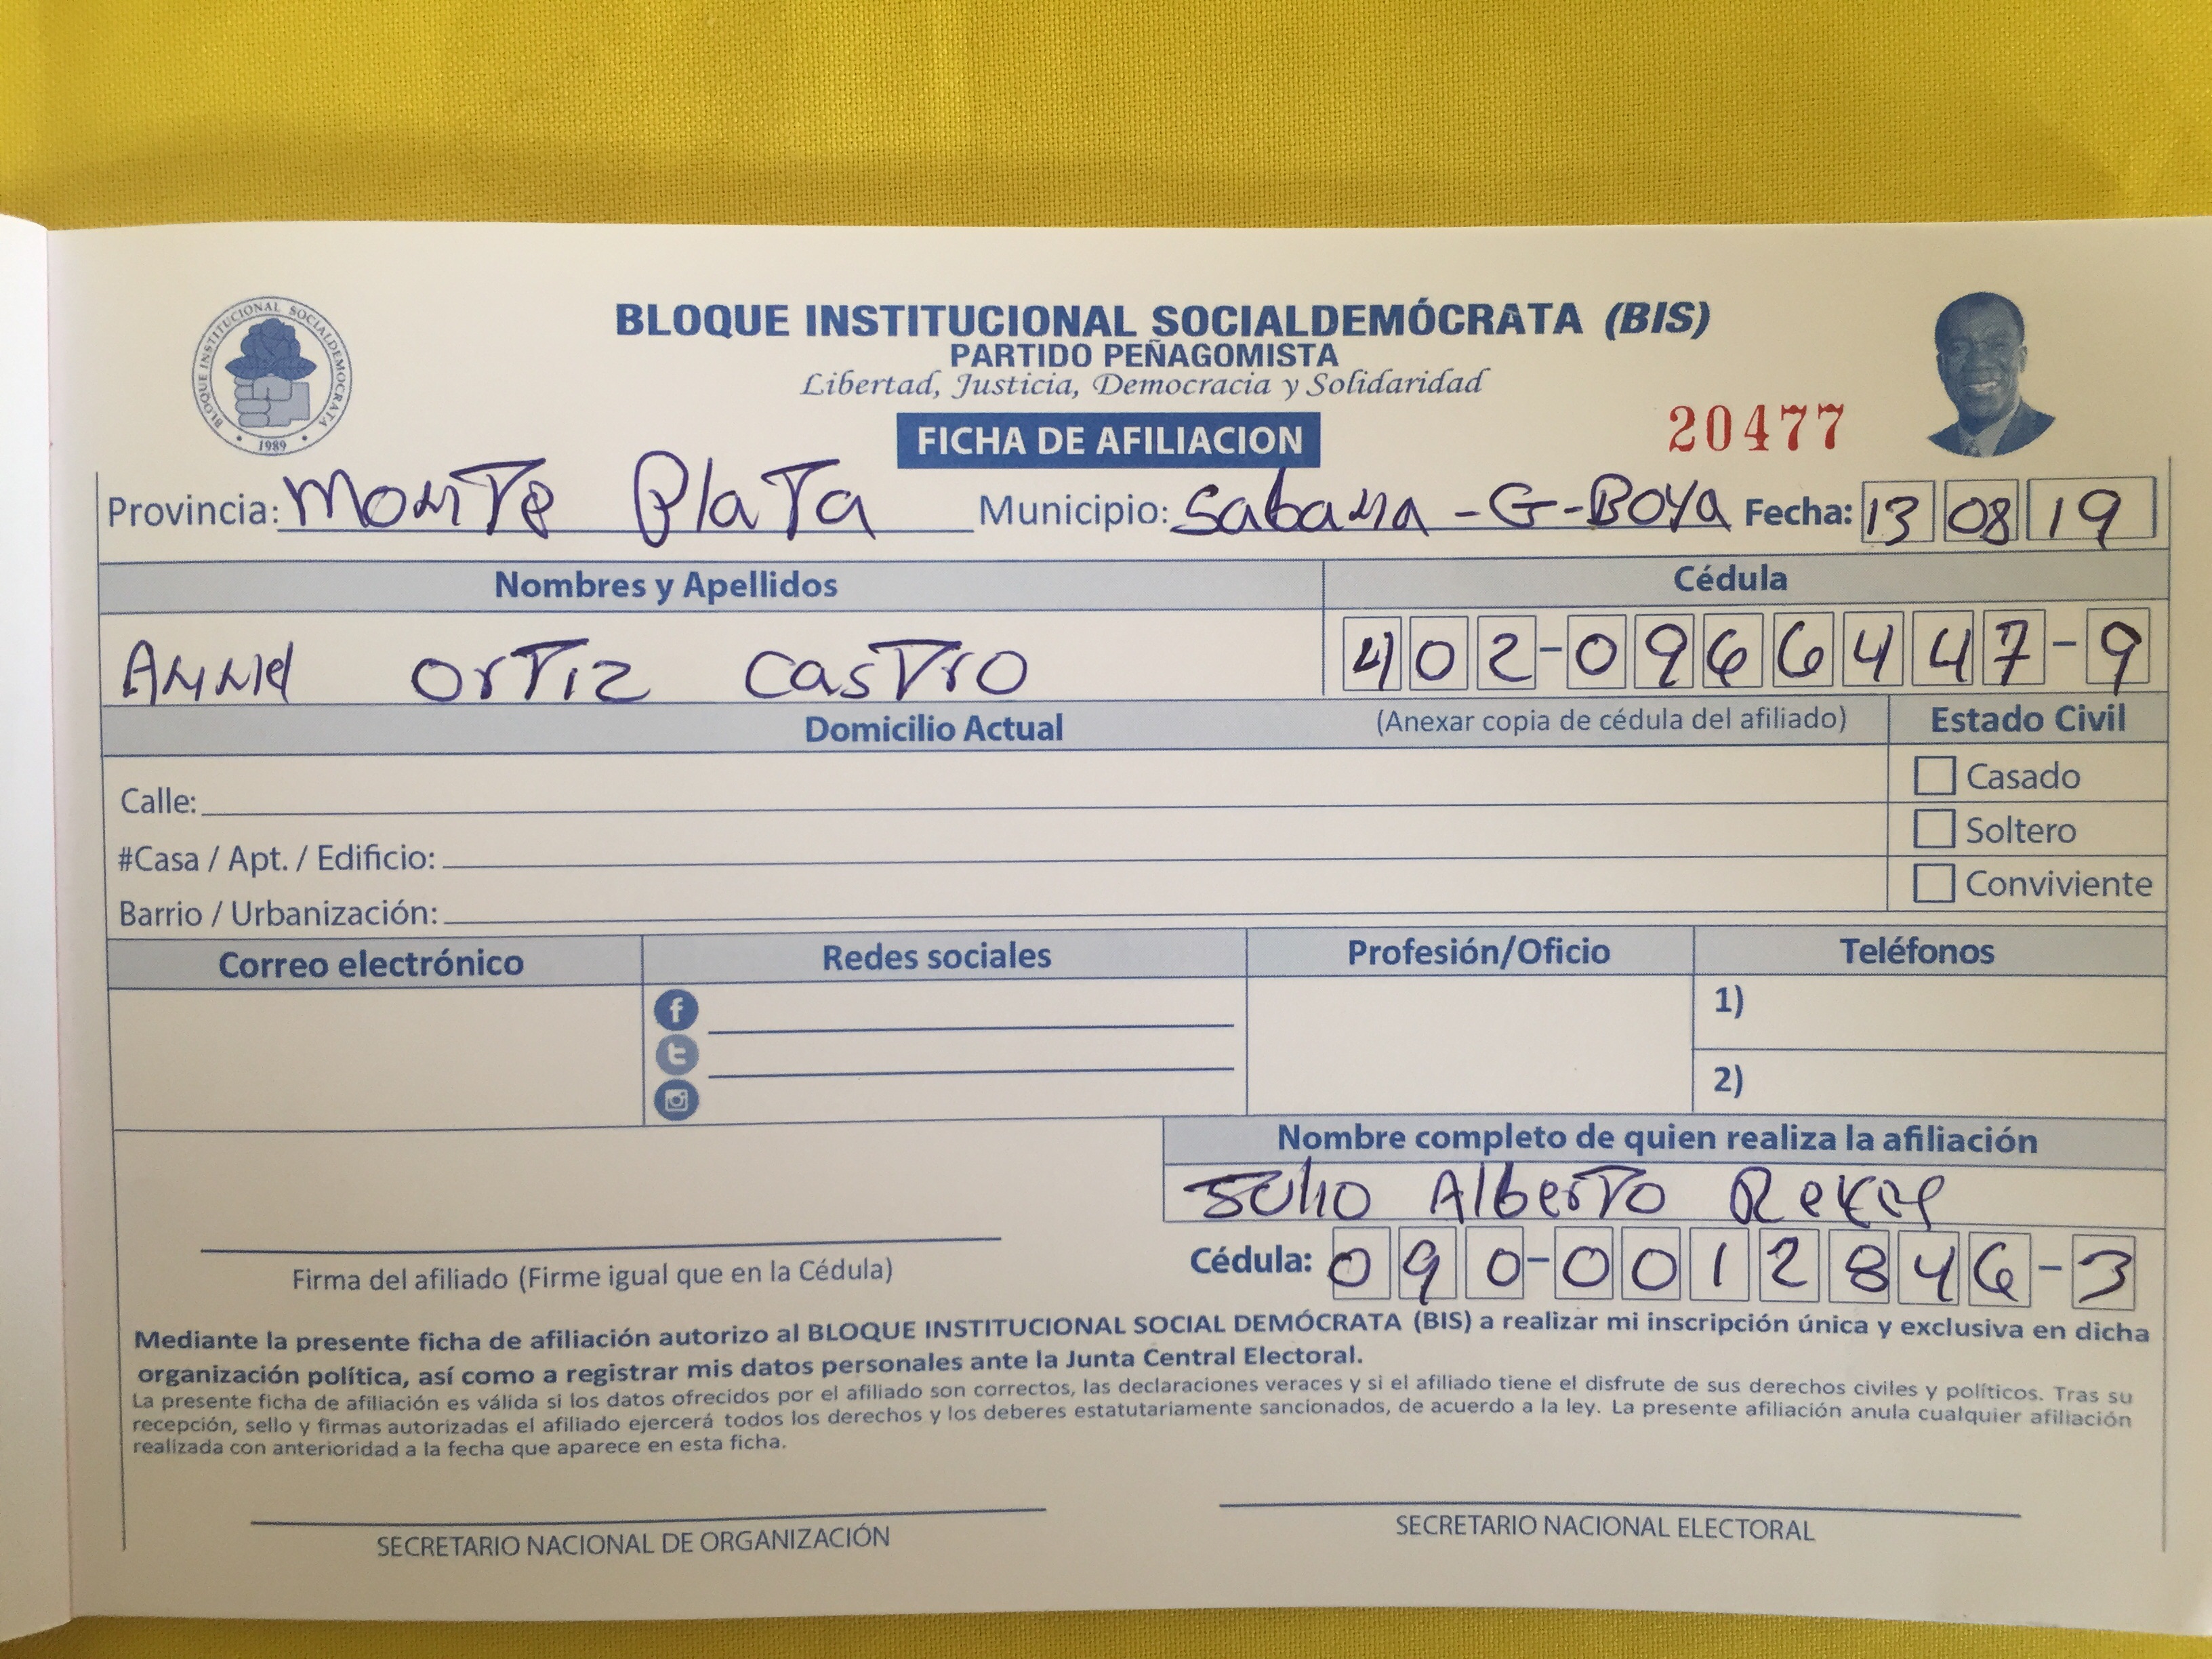 BLOQUE INSTITUCIONAL SOCIALDEMÓCRATA (BIS)
PARTIDO PEÑAGOMISTA
Libertad, Justicia, Democracia y Solidaridad
BLOQUE INSTITUCIONAL SOCIALDEMOCRATA
1989
FICHA DE AFILIACION
20477
Provincia: Monte Plata Municipio: Sabana -G-Boya Fecha: 13 08 19
Nombres y Apellidos Cédula
Ortiz Castro 402-0966447-9
Domicilio Actual (Anexar copia de cédula del afiliado) Estado Civil
Calle: Casado
#Casa / Apt. / Edificio: Soltero
Barrio / Urbanización: Conviviente
Correo electrónico Redes sociales Profesión/Oficio Teléfonos
1)
2)
Nombre completo de quien realiza la afiliación
Julio Alberto
Cédula: 090-0012846-3
Firma del afiliado (Firme igual que en la Cédula)
Mediante la presente ficha de afiliación autorizo al BLOQUE INSTITUCIONAL SOCIAL DEMÓCRATA (BIS) a realizar mi inscripción única y exclusiva en dicha
organización política, así como a registrar mis datos personales ante la Junta Central Electoral.
La presente ficha de afiliación es válida si los datos ofrecidos por el afiliado son correctos, las declaraciones veraces y si el afiliado tiene el disfrute de sus derechos civiles y políticos. Tras su
recepción, sello y firmas autorizadas el afiliado ejercerá todos los derechos y los deberes estatutariamente sancionados, de acuerdo a la ley. La presente afiliación anula cualquier afiliación
realizada con anterioridad a la fecha que aparece en esta ficha.
SECRETARIO NACIONAL DE ORGANIZACIÓN SECRETARIO NACIONAL ELECTORAL